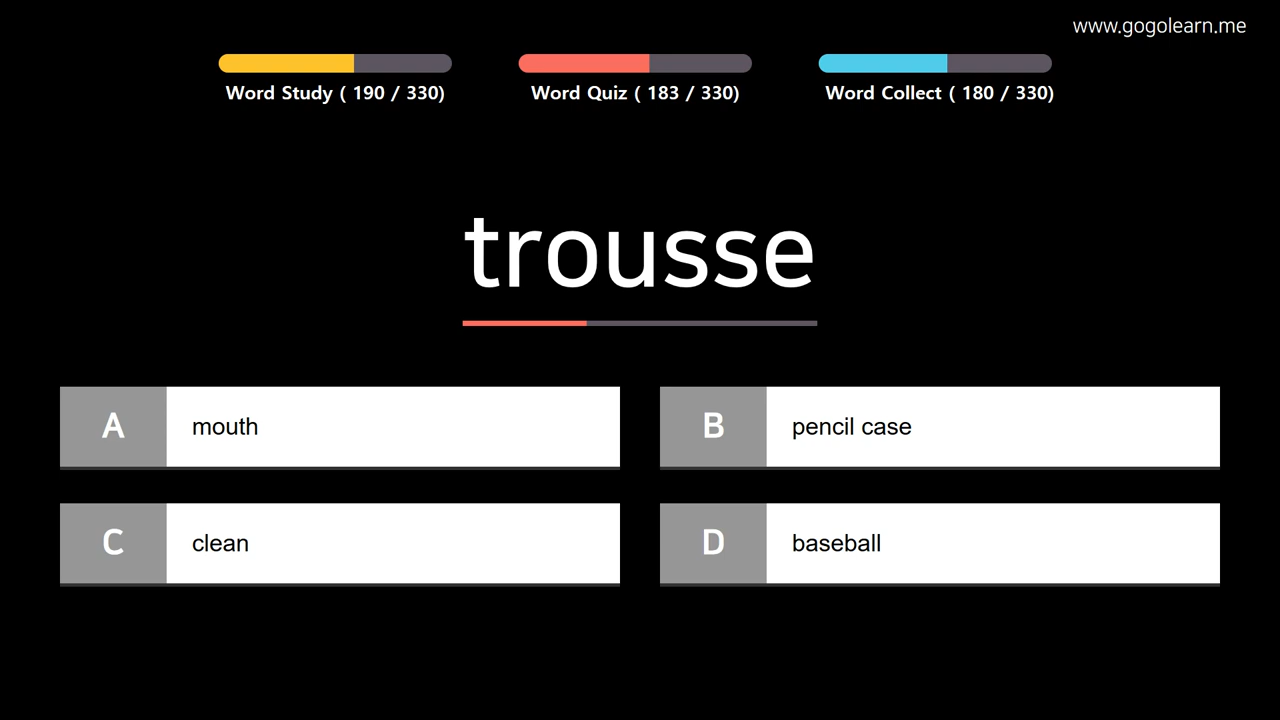 www.gogolearn.me
Word Study ( 190 / 330)
Word Quiz ( 183 / 330)
Word Collect ( 180 / 330)
trousse
A mouth
B pencil case
C clean
D baseball